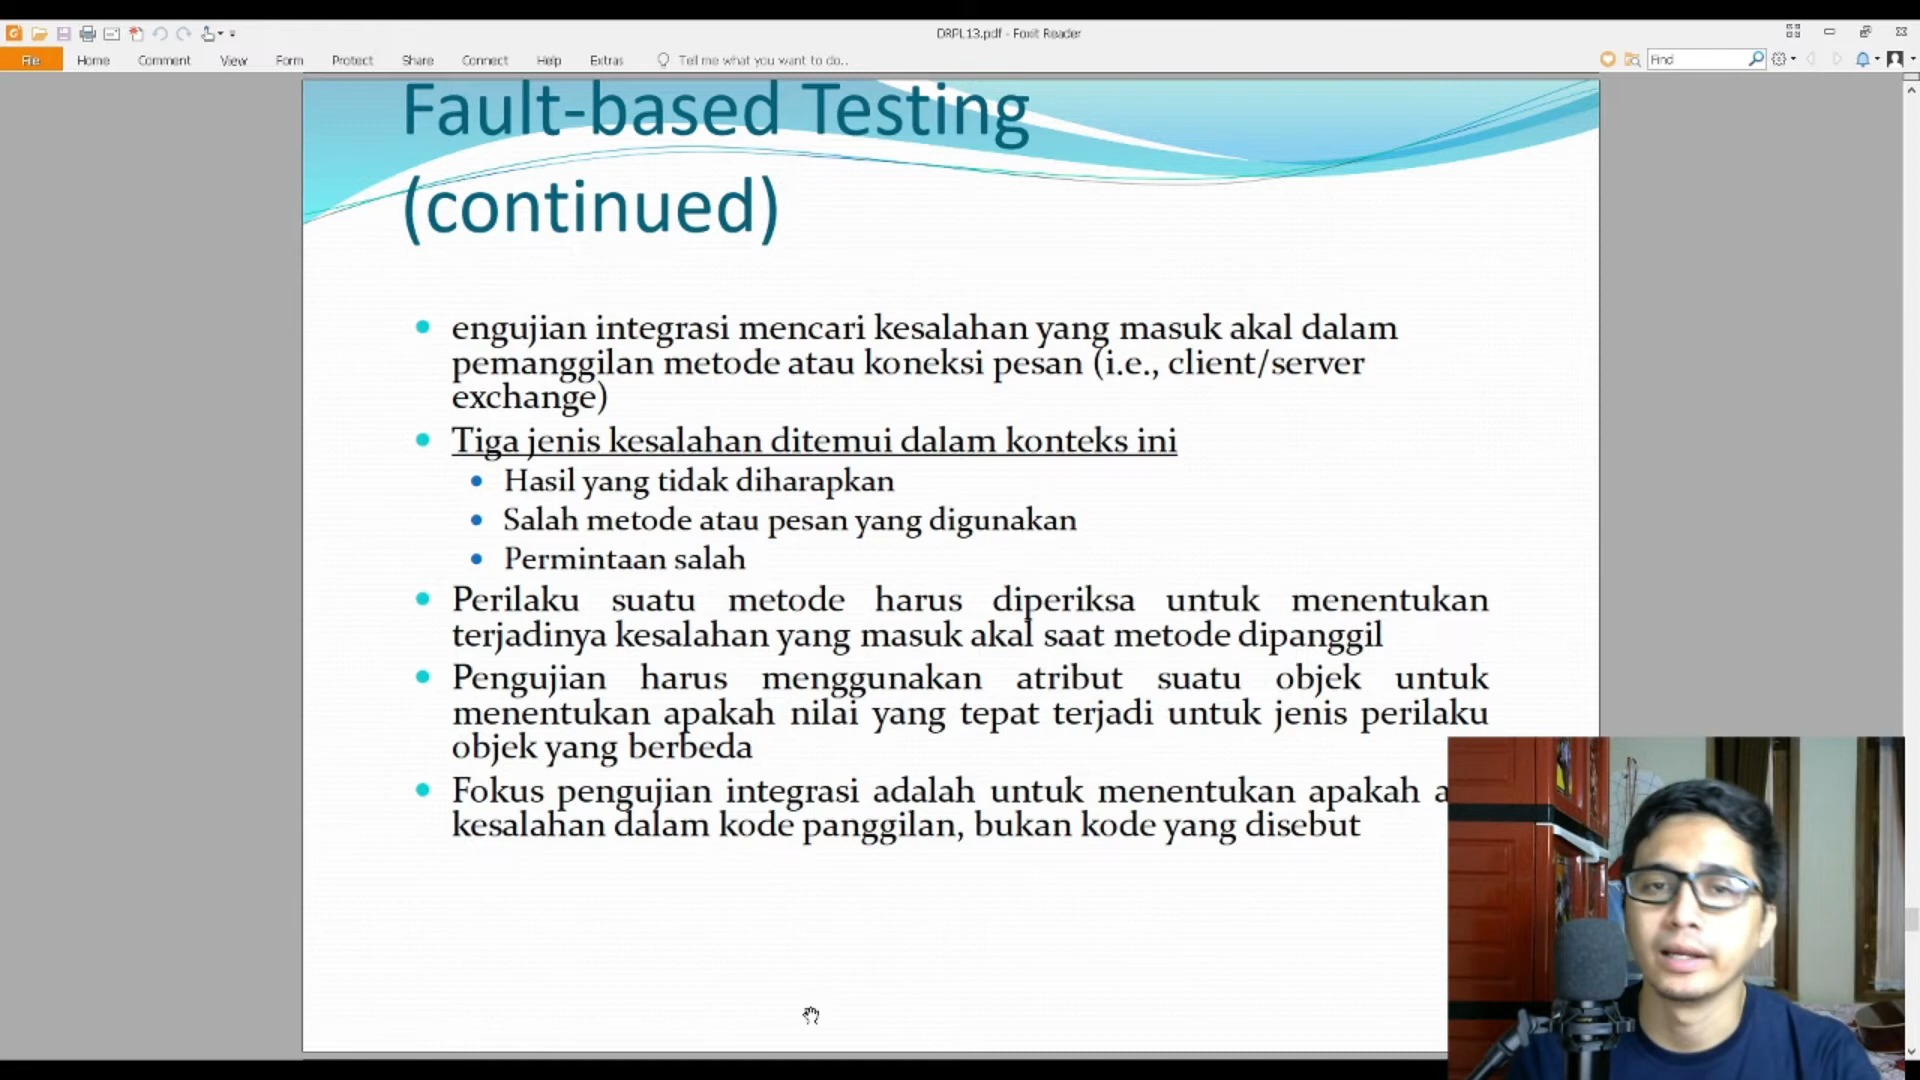 DRPL13.pdf - Foxit Reader
File Home Comment View Form Protect Share Connect Help Extras Tell me what you want to do.. Find
Fault-based Testing
(continued)
engujian integrasi mencari kesalahan yang masuk akal dalam
pemanggilan metode atau koneksi pesan (i.e., client/server
exchange)
Tiga jenis kesalahan ditemui dalam konteks ini
Hasil yang tidak diharapkan
Salah metode atau pesan yang digunakan
Permintaan salah
Perilaku suatu metode harus diperiksa untuk menentukan
terjadinya kesalahan yang masuk akal saat metode dipanggil
Pengujian harus menggunakan atribut suatu objek untuk
menentukan apakah nilai yang tepat terjadi untuk jenis perilaku
objek yang berbeda
Fokus pengujian integrasi adalah untuk menentukan apakah
kesalahan dalam kode panggilan, bukan kode yang disebut